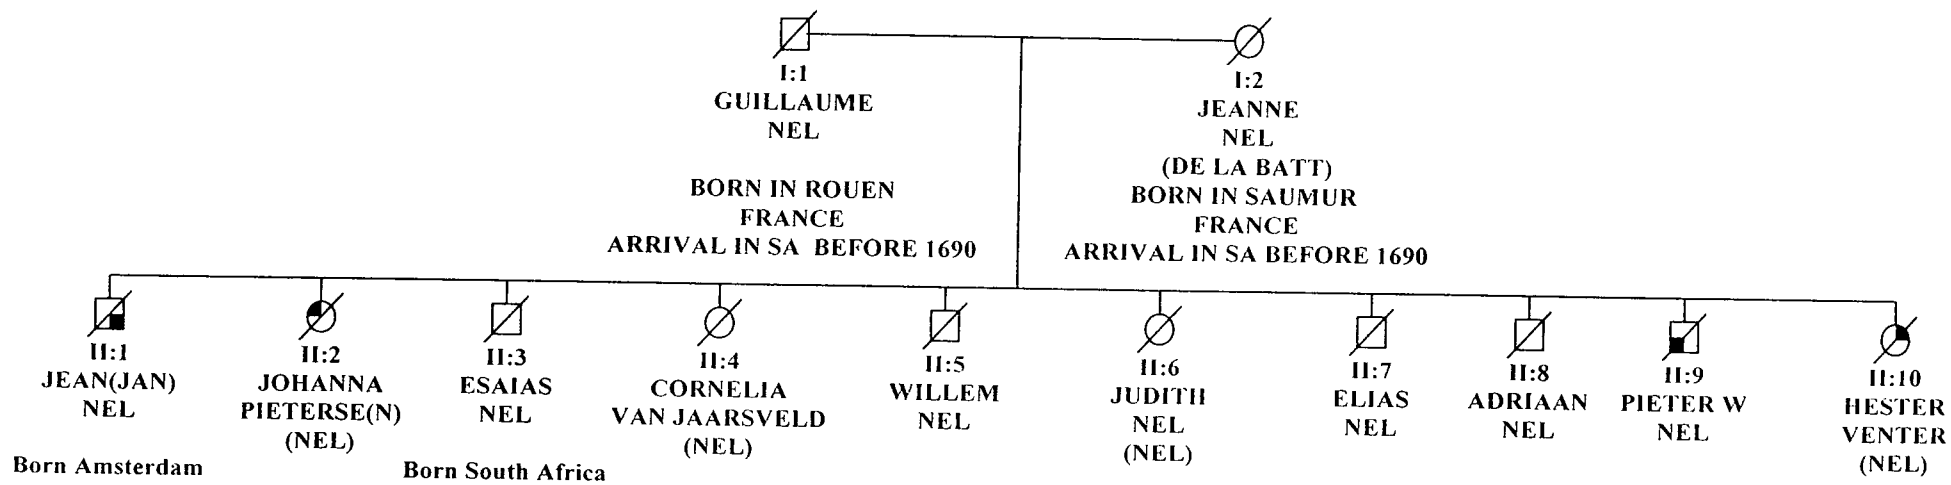 I:1
GUILLAUME
NEL
BORN IN ROUEN
FRANCE
ARRIVAL IN SA BEFORE 1690
I:2
JEANNE
NEL
(DE LA BATT)
BORN IN SAUMUR
FRANCE
ARRIVAL IN SA BEFORE 1690
II:1
JEAN(JAN)
NEL
Born Amsterdam
II:2
JOHANNA
PIETERSE(N)
(NEL)
II:3
ESAIAS
NEL
Born South Africa
II:4
CORNELIA
VAN JAARSVELD
(NEL)
II:5
WILLEM
NEL
II:6
JUDITH
NEL
(NEL)
II:7
ELIAS
NEL
II:8
ADRIAAN
NEL
II:9
PIETER W
NEL
II:10
HESTER
VENTER
(NEL)